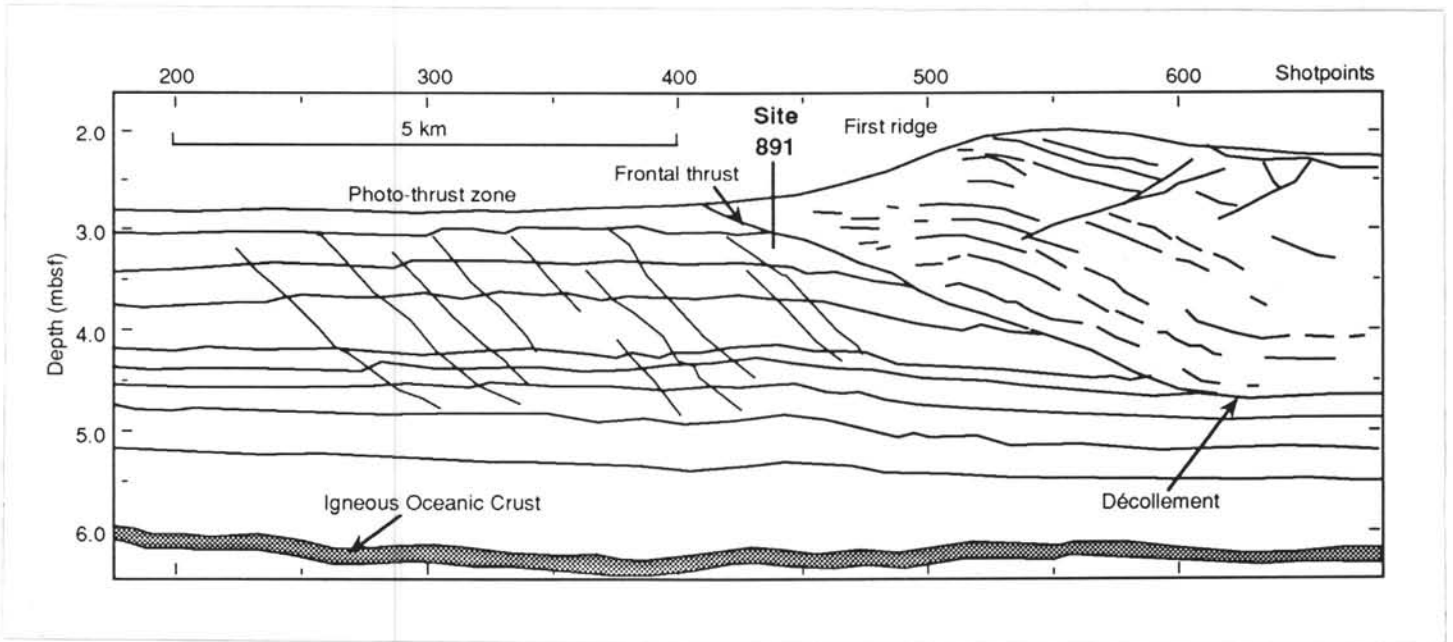 200 300 400 500 600 Shotpoints
5 km
Site
891
First ridge
Frontal thrust
Photo-thrust zone
2.0
3.0
4.0
5.0
6.0
Depth (mbsf)
Igneous Oceanic Crust
Décollement